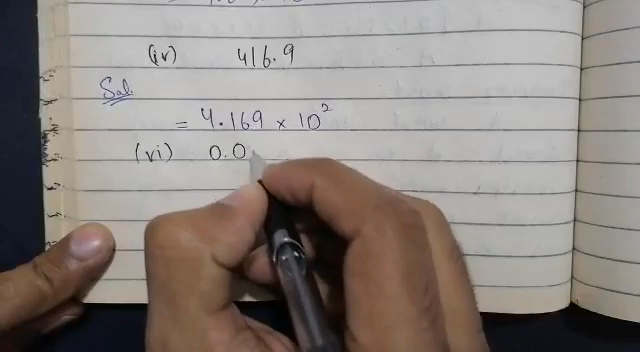 (iv) 416.9
Sol.
= 4.169 × 10²
(vi) 0.0